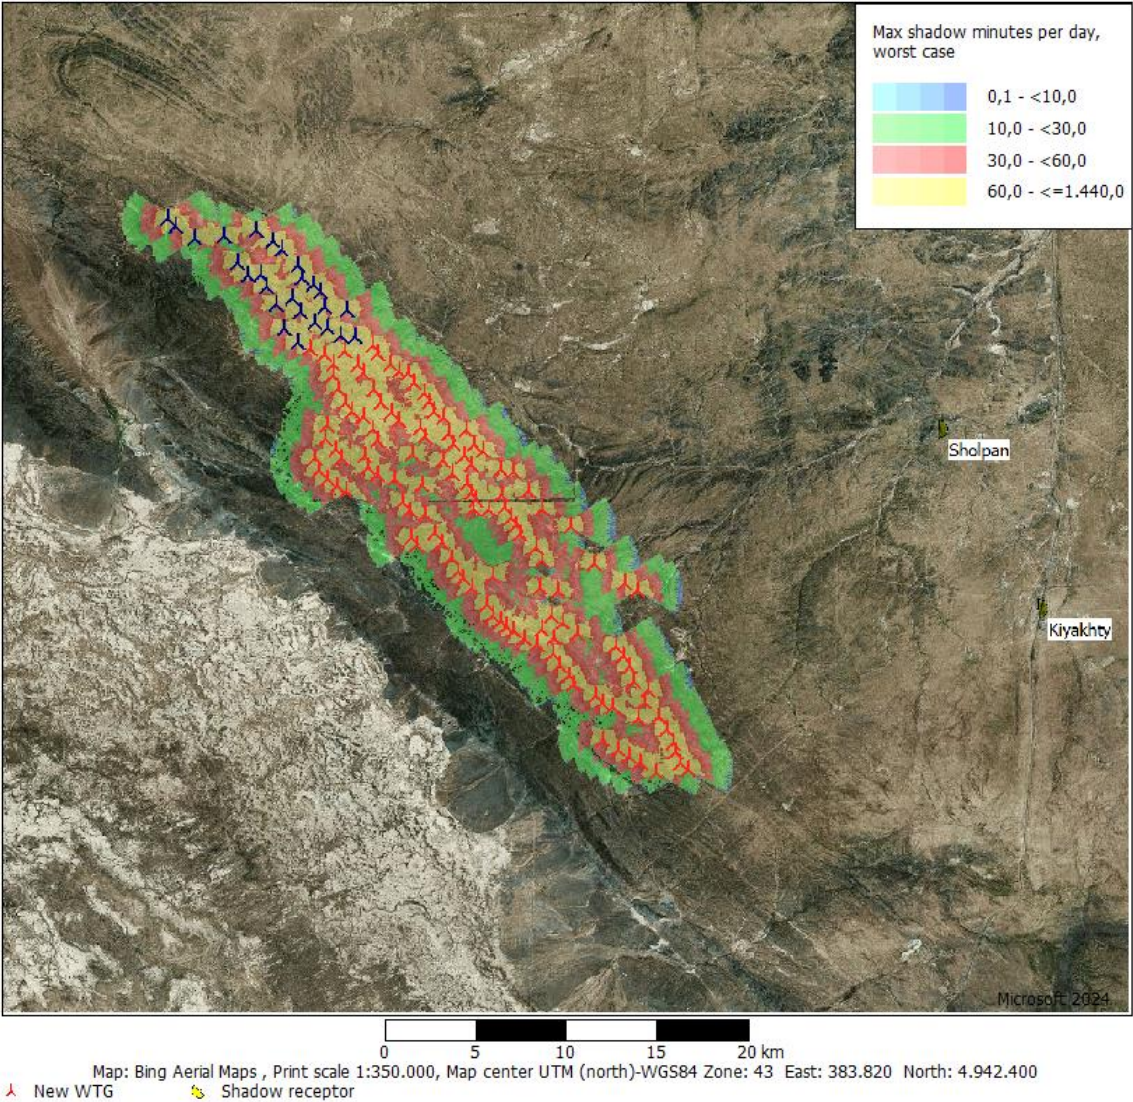 Max shadow minutes per day,
worst case
0,1 - <10,0
10,0 - <30,0
30,0 - <60,0
60,0 - <=1.440,0
Sholpan
Kiyakhty
Microsoft 2024
0 5 10 15 20 km
Map: Bing Aerial Maps , Print scale 1:350.000, Map center UTM (north)-WGS84 Zone: 43 East: 383.820 North: 4.942.400
New WTG Shadow receptor